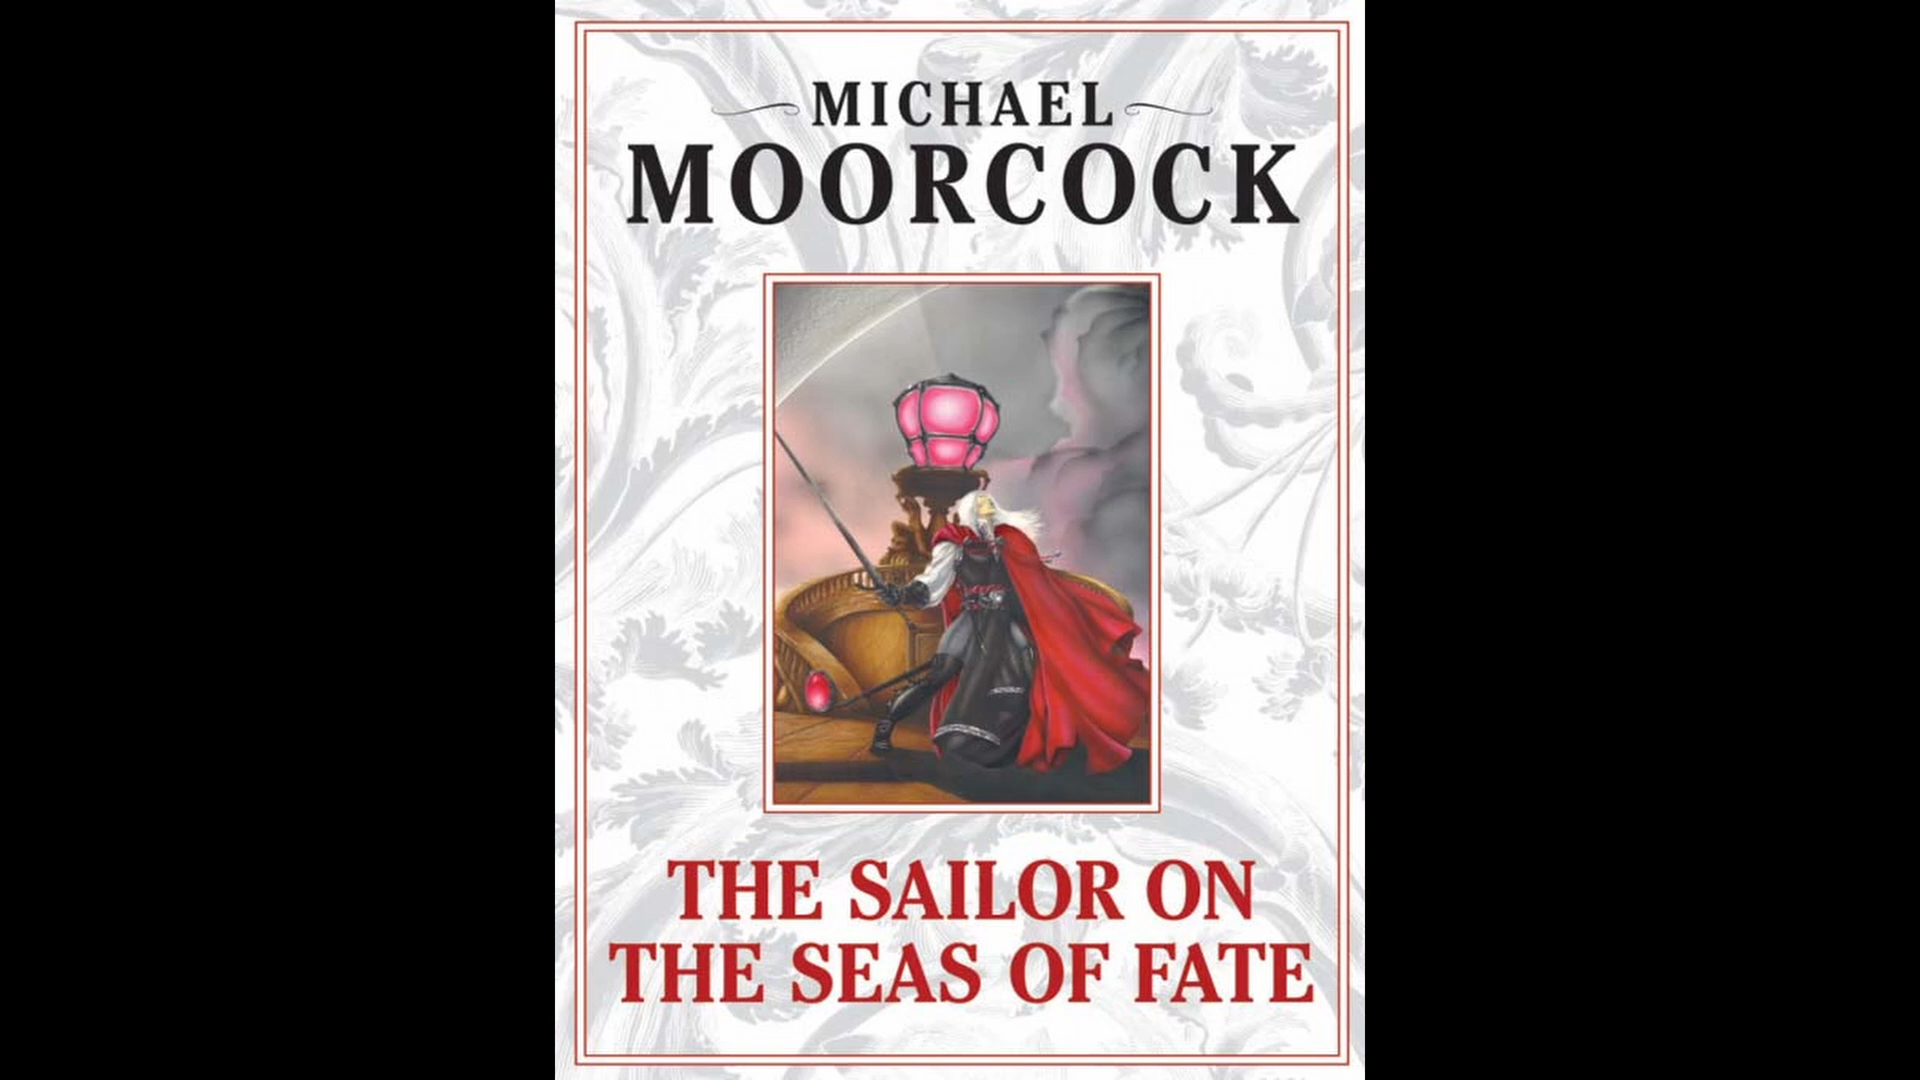 MICHAEL
MOORCOCK
THE SAILOR ON
THE SEAS OF FATE